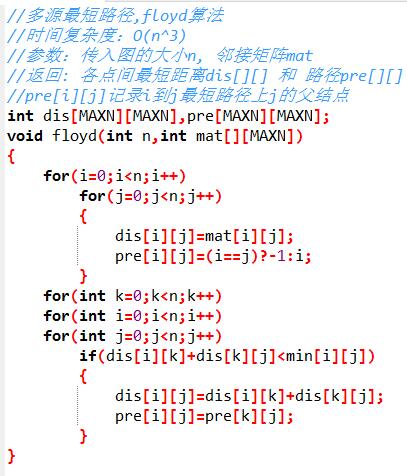 //多源最短路径,floyd算法
//时间复杂度：O(n^3)
//参数：传入图的大小n, 邻接矩阵mat
//返回: 各点间最短距离dis[][] 和 路径pre[][]
//pre[i][j]记录i到j最短路径上j的父结点
int dis[MAXN][MAXN],pre[MAXN][MAXN];
void floyd(int n,int mat[][MAXN])
{
    for(i=0;i<n;i++)
        for(j=0;j<n;j++)
        {
            dis[i][j]=mat[i][j];
            pre[i][j]=(i==j)?-1:i;
        }
    for(int k=0;k<n;k++)
    for(int i=0;i<n;i++)
    for(int j=0;j<n;j++)
        if(dis[i][k]+dis[k][j]<min[i][j])
        {
            dis[i][j]=dis[i][k]+dis[k][j];
            pre[i][j]=pre[k][j];
        }
}